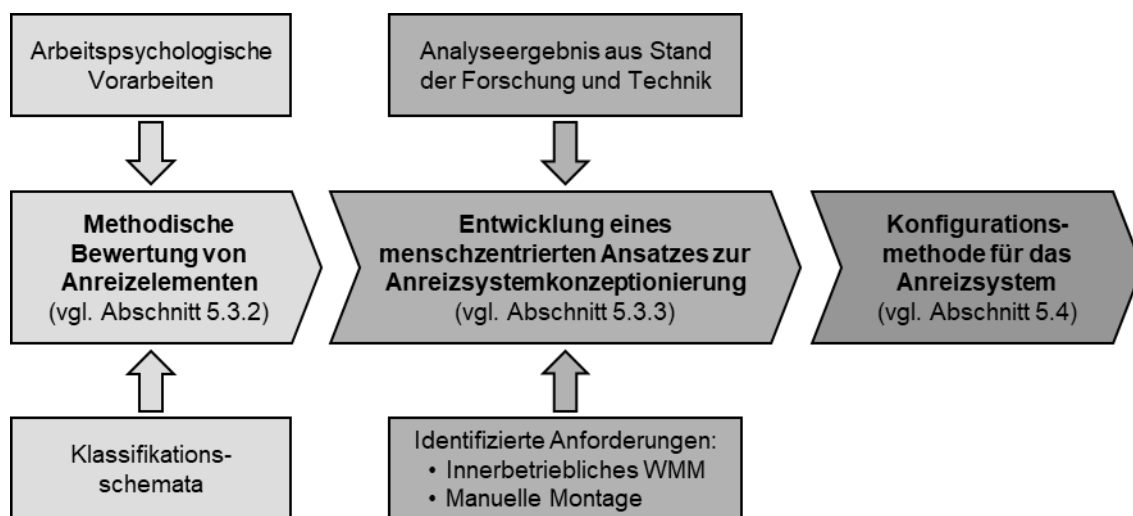 Arbeitspsychologische
Vorarbeiten
Analyseergebnis aus Stand
der Forschung und Technik
Methodische
Bewertung von
Anreizelementen
(vgl. Abschnitt 5.3.2)
Entwicklung eines
menschzentrierten Ansatzes zur
Anreizsystemkonzeptionierung
(vgl. Abschnitt 5.3.3)
Konfigurations-
methode für das
Anreizsystem
(vgl. Abschnitt 5.4)
Klassifikations-
schemata
Identifizierte Anforderungen:
• Innerbetriebliches WMM
• Manuelle Montage